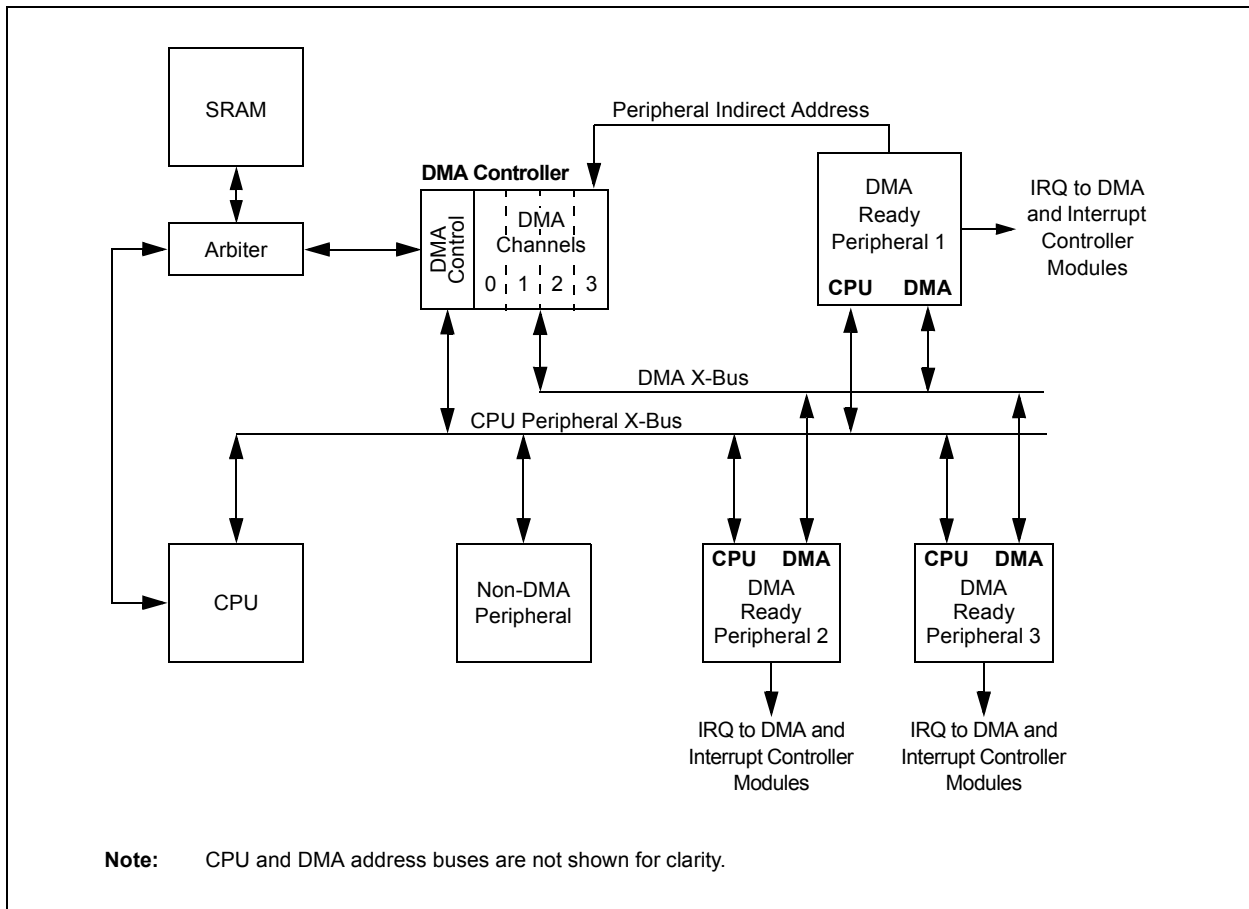 SRAM
Peripheral Indirect Address
DMA Controller
DMA
Ready
Peripheral 1
CPU DMA
IRQ to DMA
and Interrupt
Controller
Modules
Arbiter
DMA
Control
DMA
Channels
0 1 2 3
DMA X-Bus
CPU Peripheral X-Bus
CPU
Non-DMA
Peripheral
CPU DMA
DMA
Ready
Peripheral 2
CPU DMA
DMA
Ready
Peripheral 3
IRQ to DMA and
Interrupt Controller
Modules
IRQ to DMA and
Interrupt Controller
Modules
Note: CPU and DMA address buses are not shown for clarity.